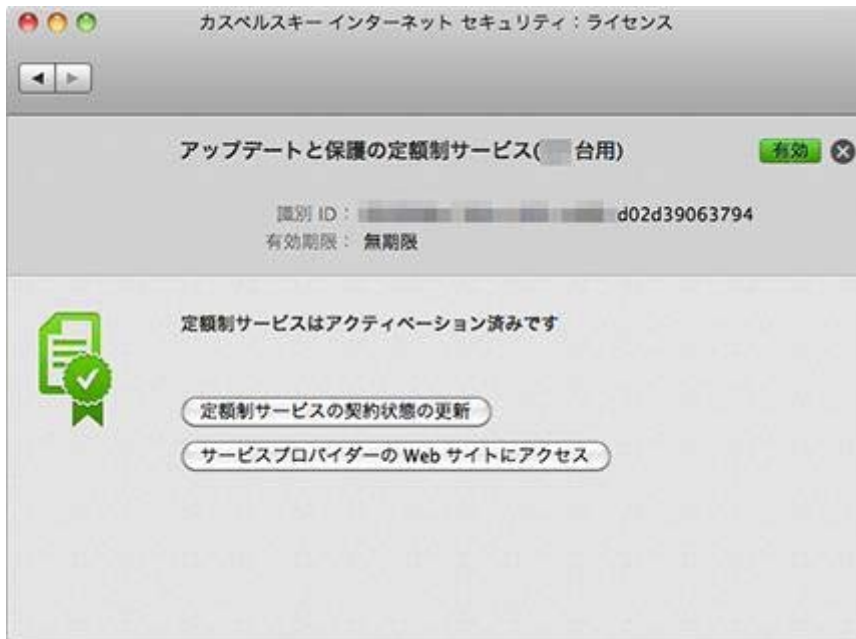 カスペルスキー インターネット セキュリティ：ライセンス
アップデートと保護の定額制サービス( 台用)
有効
識別 ID： d02d39063794
有効期限： 無期限
定額制サービスはアクティベーション済みです
定額制サービスの契約状態の更新
サービスプロバイダーの Web サイトにアクセス